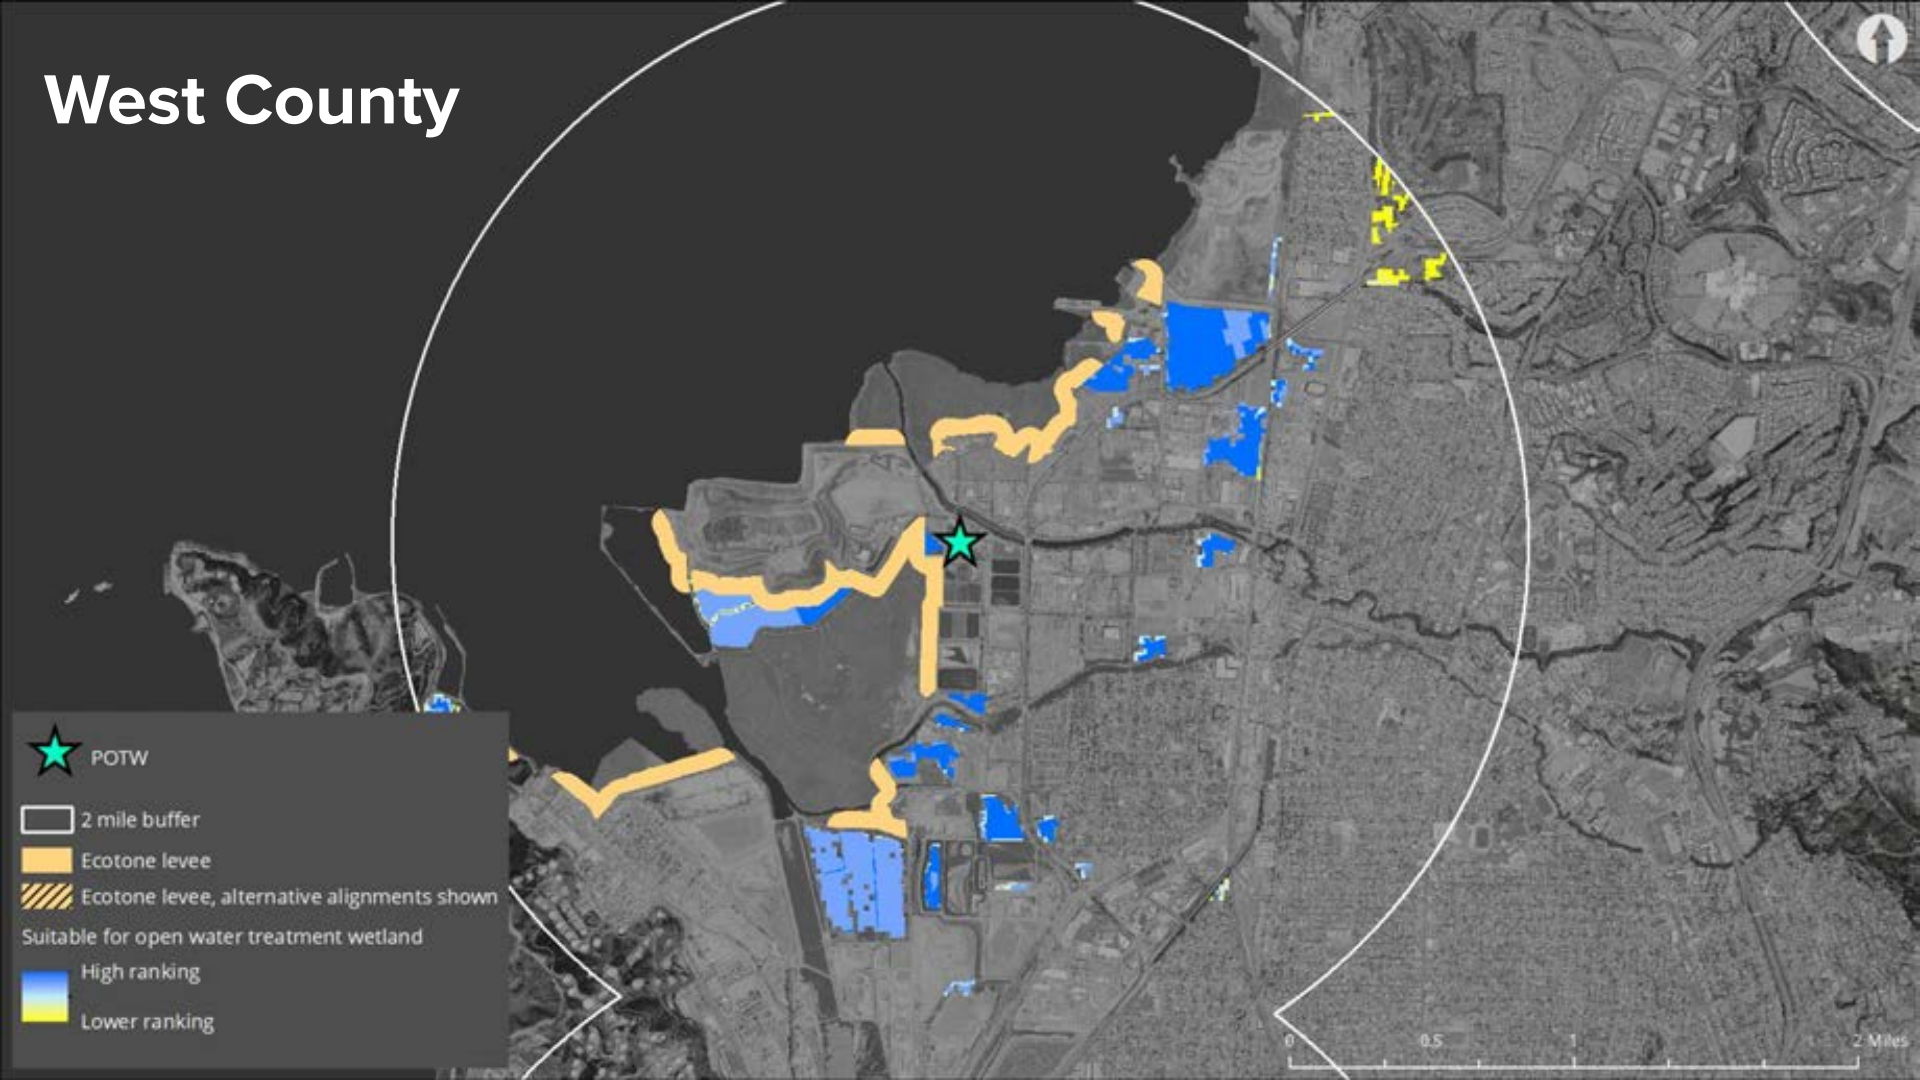 West County
POTW
2 mile buffer
Ecotone levee
Ecotone levee, alternative alignments shown
Suitable for open water treatment wetland
High ranking
Lower ranking
0 0.5 1 2 Miles